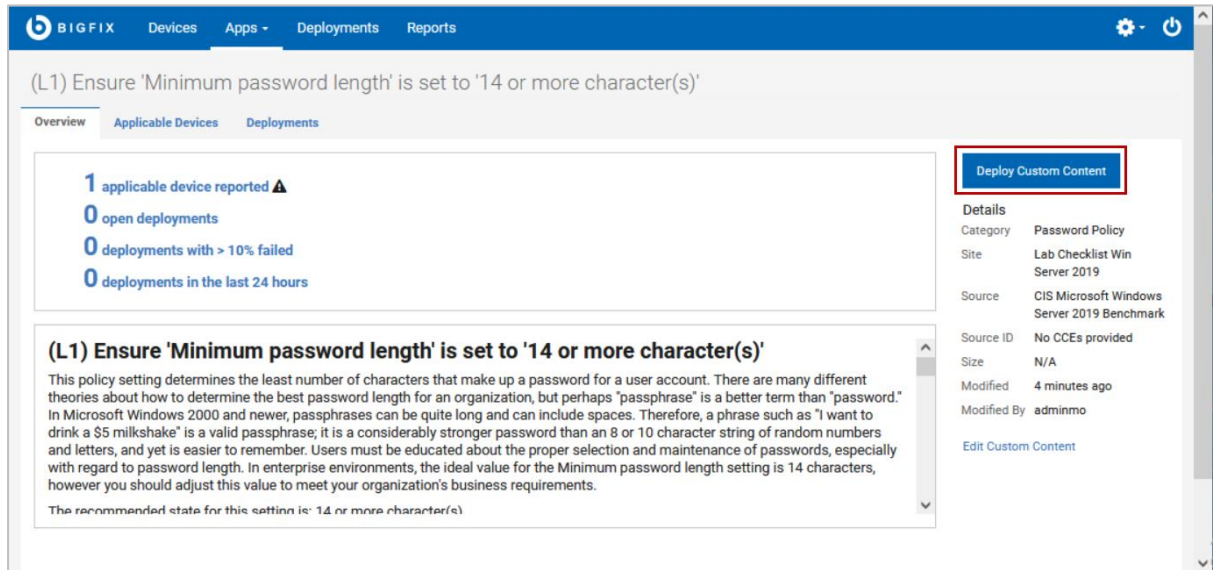 BIGFIX Devices Apps Deployments Reports
(L1) Ensure 'Minimum password length' is set to '14 or more character(s)'
Overview Applicable Devices Deployments
1 applicable device reported
0 open deployments
0 deployments with > 10% failed
0 deployments in the last 24 hours
(L1) Ensure 'Minimum password length' is set to '14 or more character(s)'
This policy setting determines the least number of characters that make up a password for a user account. There are many different
theories about how to determine the best password length for an organization, but perhaps "passphrase" is a better term than "password."
In Microsoft Windows 2000 and newer, passphrases can be quite long and can include spaces. Therefore, a phrase such as "I want to
drink a $5 milkshake" is a valid passphrase; it is a considerably stronger password than an 8 or 10 character string of random numbers
and letters, and yet is easier to remember. Users must be educated about the proper selection and maintenance of passwords, especially
with regard to password length. In enterprise environments, the ideal value for the Minimum password length setting is 14 characters,
however you should adjust this value to meet your organization's business requirements.
The recommended state for this setting is: 14 or more character(s)
Deploy Custom Content
Details
Category Password Policy
Site Lab Checklist Win
Server 2019
Source CIS Microsoft Windows
Server 2019 Benchmark
Source ID No CCEs provided
Size N/A
Modified 4 minutes ago
Modified By adminmo
Edit Custom Content